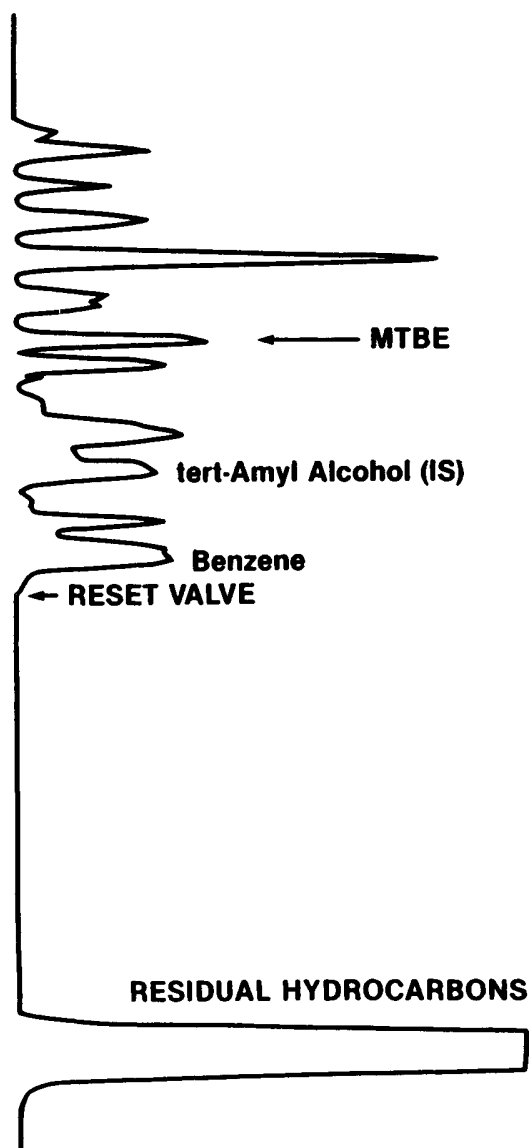 MTBE
tert-Amyl Alcohol (IS)
Benzene
RESET VALVE
RESIDUAL HYDROCARBONS